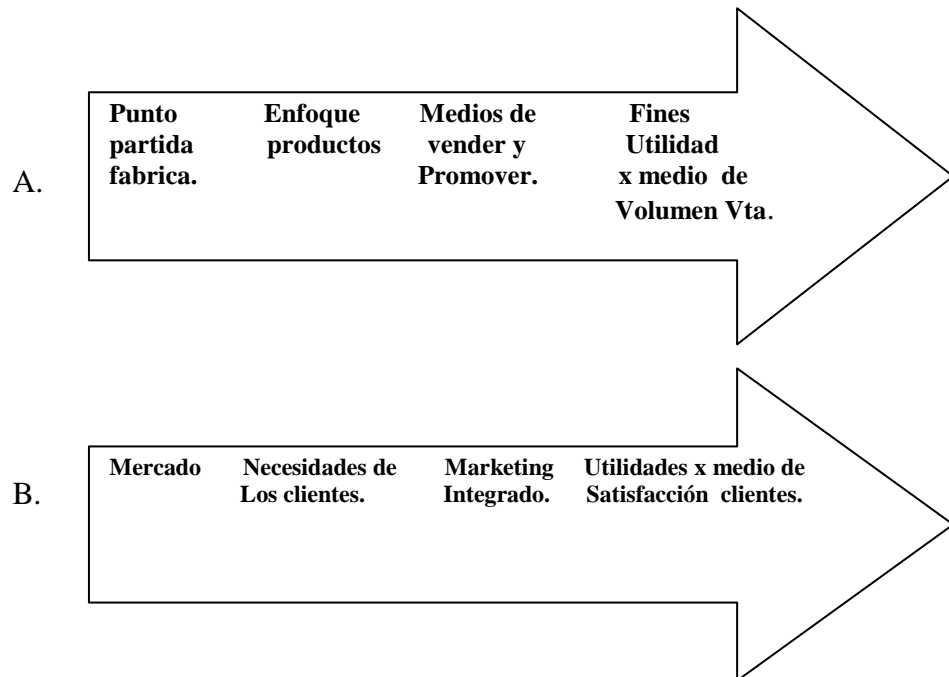 Punto Enfoque Medios de Fines
partida productos vender y Utilidad
A. fabrica. Promover. x medio de
Volumen Vta.
Mercado Necesidades de Marketing Utilidades x medio de
B. Los clientes. Integrado. Satisfacción clientes.